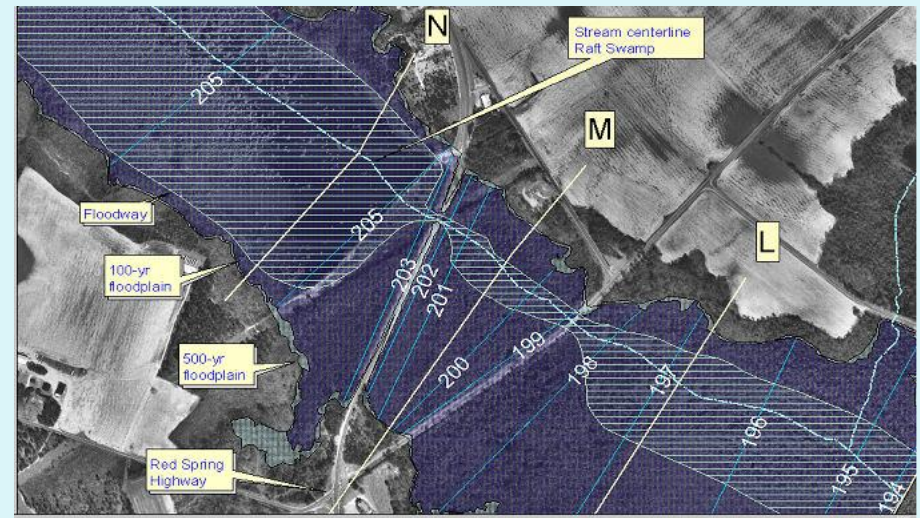 N
Stream centerline
Raft Swamp
205
M
Floodway
205
L
100-yr
floodplain
203
202
201
500-yr
floodplain
200
199
198
197
196
195
194
Red Spring
Highway